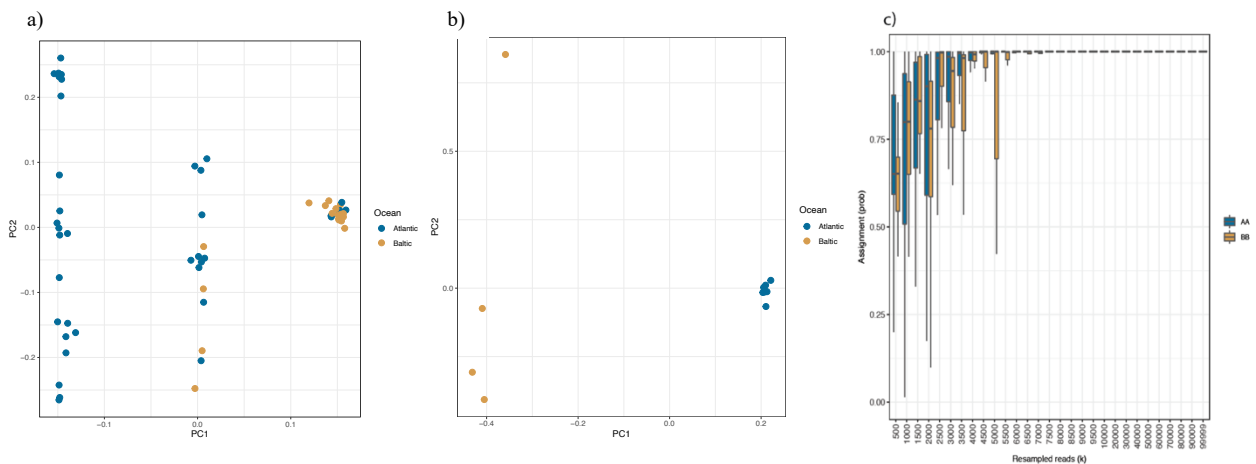 a)
0.2
0.1
PC2
0.0
−0.1
−0.2
−0.1
0.0
0.1
PC1
Ocean
Atlantic
Baltic
b)
PC2
0.5
0.0
−0.4
−0.2
0.0
0.2
PC1
Ocean
Atlantic
Baltic
c)
1.00
0.75
Assignment (prob)
0.50
0.25
0.00
500
1000
1500
2000
2500
3000
3500
4000
4500
5000
5500
6000
6500
7000
7500
8000
8500
9000
9500
10000
20000
30000
40000
50000
60000
70000
80000
90000
99999
Resampled reads (k)
AA
BB